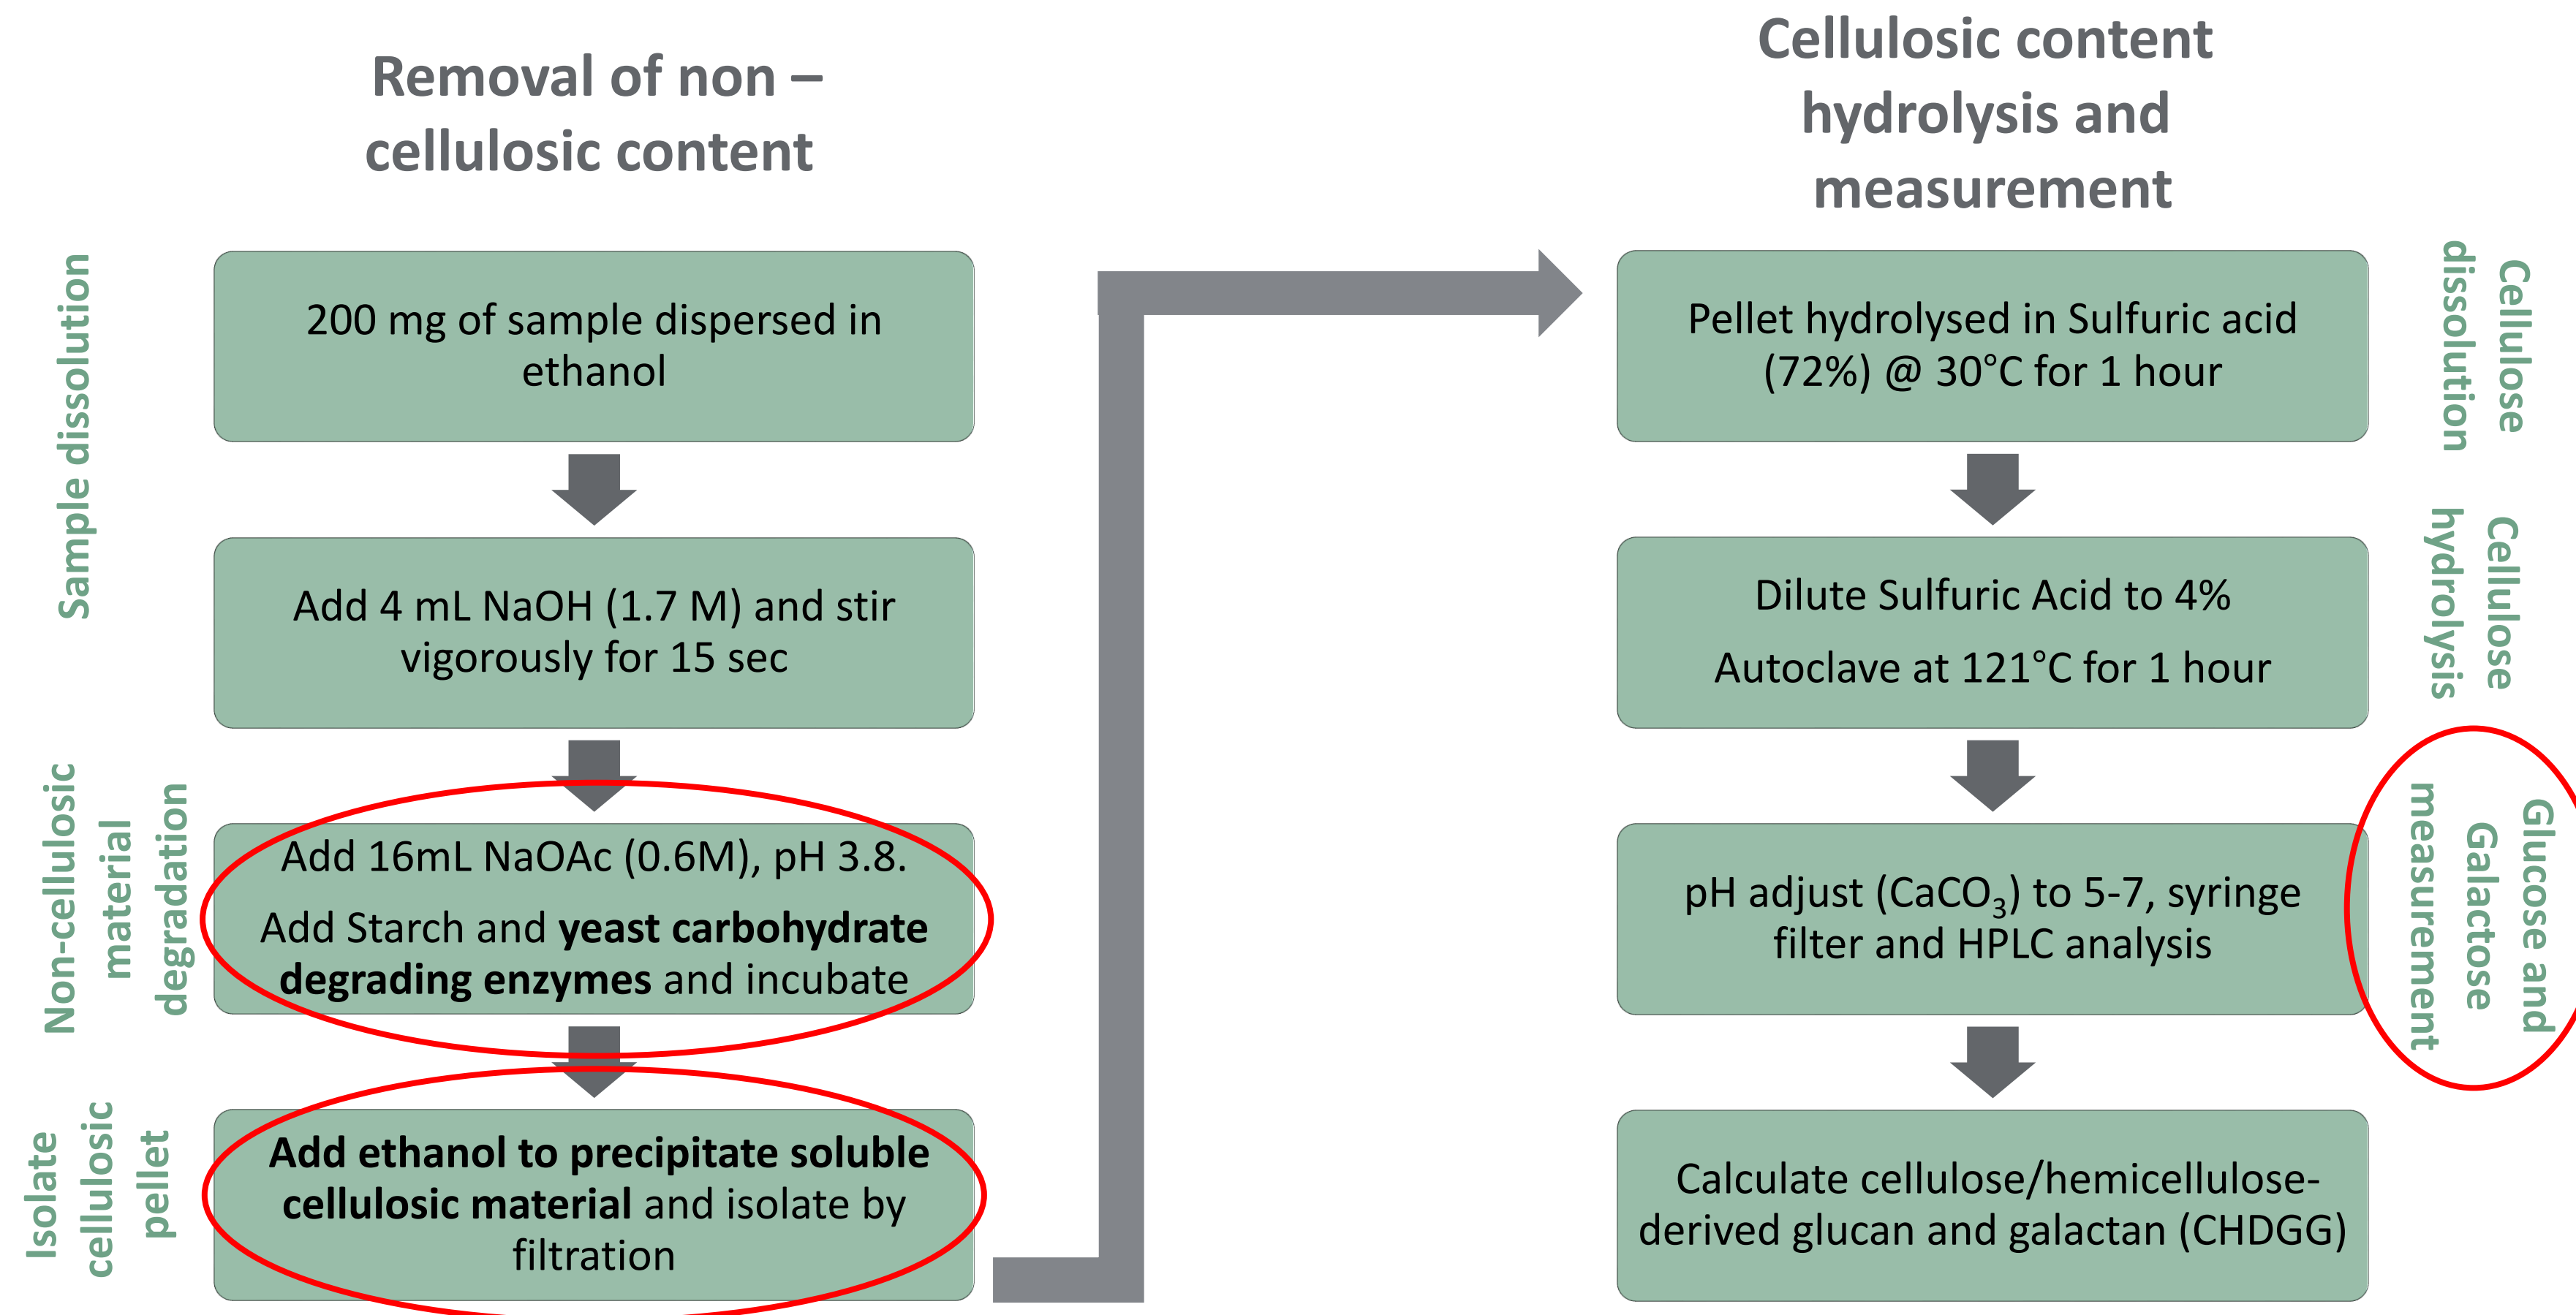 Removal of non –
cellulosic content
Sample dissolution
200 mg of sample dispersed in
ethanol
Add 4 mL NaOH (1.7 M) and stir
vigorously for 15 sec
Non-cellulosic
material
degradation
Add 16mL NaOAc (0.6M), pH 3.8.
Add Starch and yeast carbohydrate
degrading enzymes and incubate
Isolate
cellulosic
pellet
Add ethanol to precipitate soluble
cellulosic material and isolate by
filtration
Cellulosic content
hydrolysis and
measurement
Pellet hydrolysed in Sulfuric acid
(72%) @ 30°C for 1 hour
Cellulose
dissolution
Dilute Sulfuric Acid to 4%
Autoclave at 121°C for 1 hour
Cellulose
hydrolysis
pH adjust (CaCO₃) to 5-7, syringe
filter and HPLC analysis
Glucose and
Galactose
measurement
Calculate cellulose/hemicellulose-
derived glucan and galactan (CHDGG)